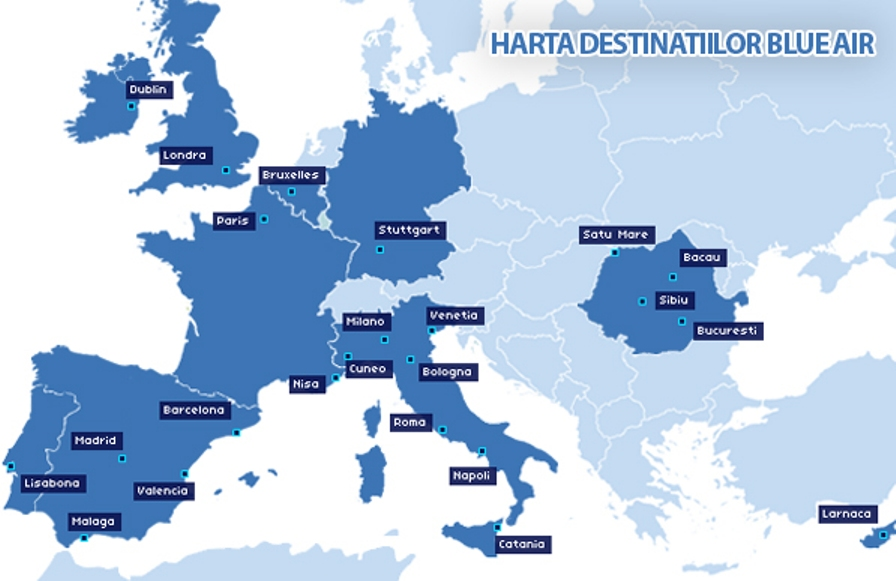 HARTA DESTINATIILOR BLUE AIR
Dublin
Londra
Bruxelles
Paris
Stuttgart
Satu Mare
Bacau
Sibiu
Bucuresti
Milano
Venetia
Cuneo
Bologna
Nisa
Barcelona
Roma
Madrid
Napoli
Lisabona
Valencia
Malaga
Larnaca
Catania